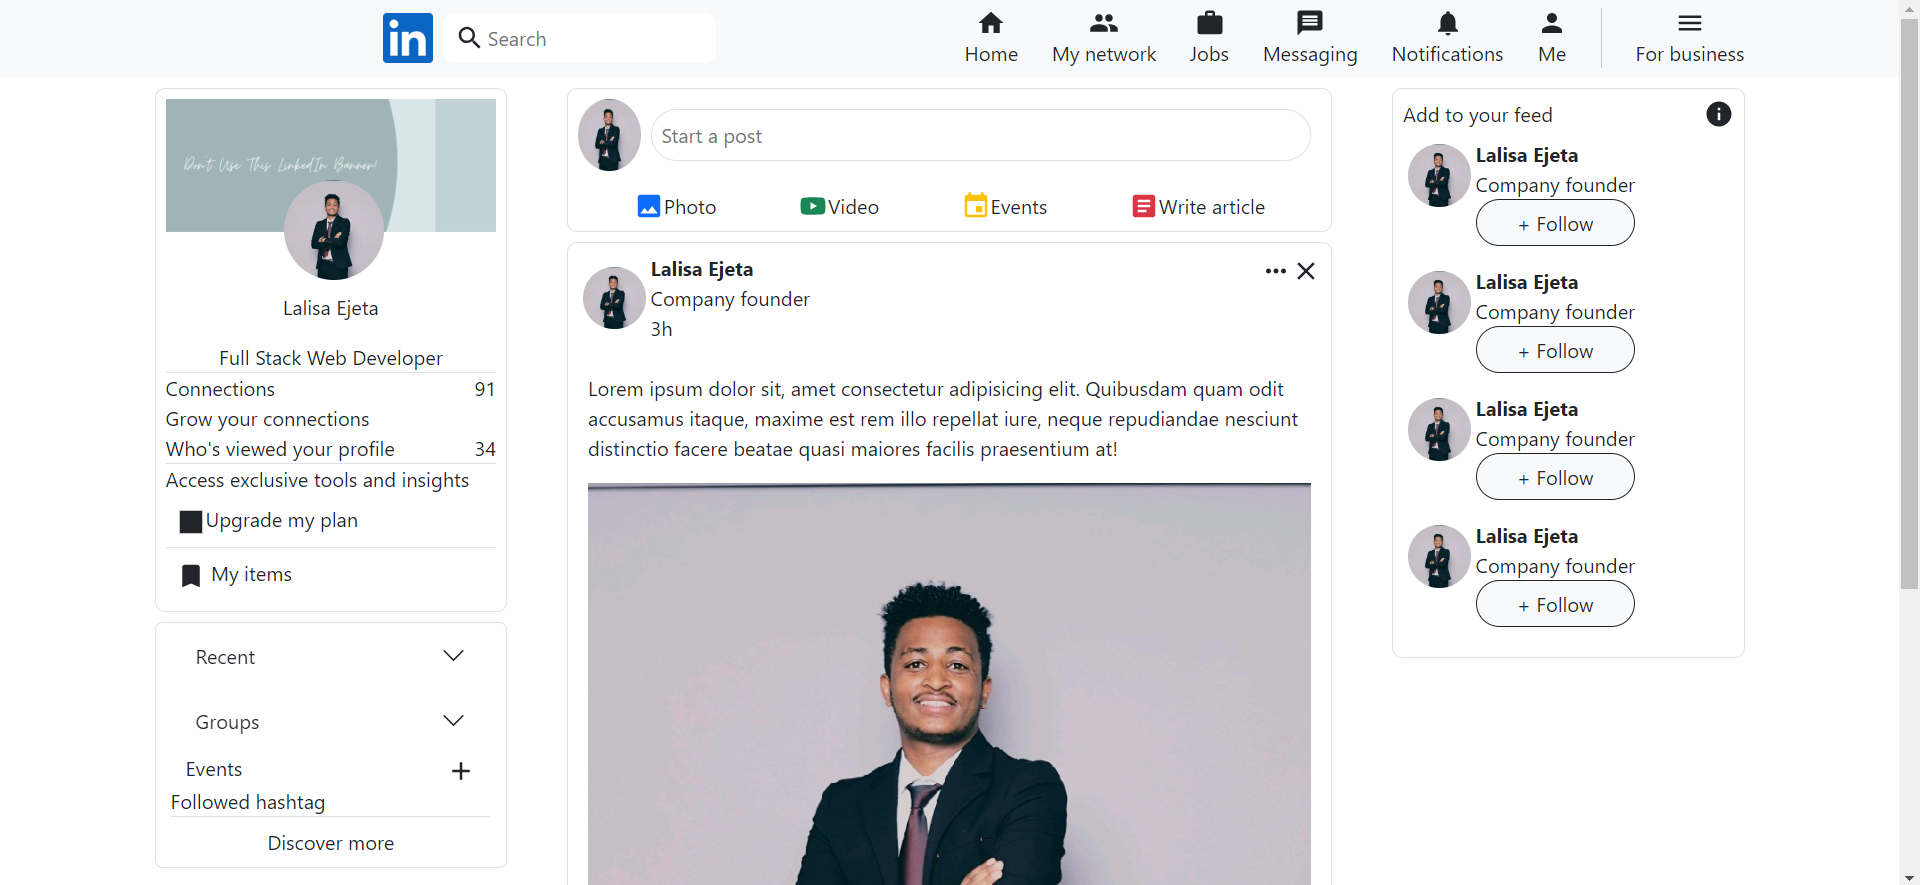 in
Search
Home
My network
Jobs
Messaging
Notifications
Me
For business
Don't Use This LinkedIn Banner!
Lalisa Ejeta
Full Stack Web Developer
Connections 91
Grow your connections
Who's viewed your profile 34
Access exclusive tools and insights
Upgrade my plan
My items
Recent
Groups
Events
Followed hashtag
Discover more
Start a post
Photo
Video
Events
Write article
Lalisa Ejeta
Company founder
3h
Lorem ipsum dolor sit, amet consectetur adipisicing elit. Quibusdam quam odit
accusamus itaque, maxime est rem illo repellat iure, neque repudiandae nesciunt
distinctio facere beatae quasi maiores facilis praesentium at!
Add to your feed
Lalisa Ejeta
Company founder
+ Follow
Lalisa Ejeta
Company founder
+ Follow
Lalisa Ejeta
Company founder
+ Follow
Lalisa Ejeta
Company founder
+ Follow